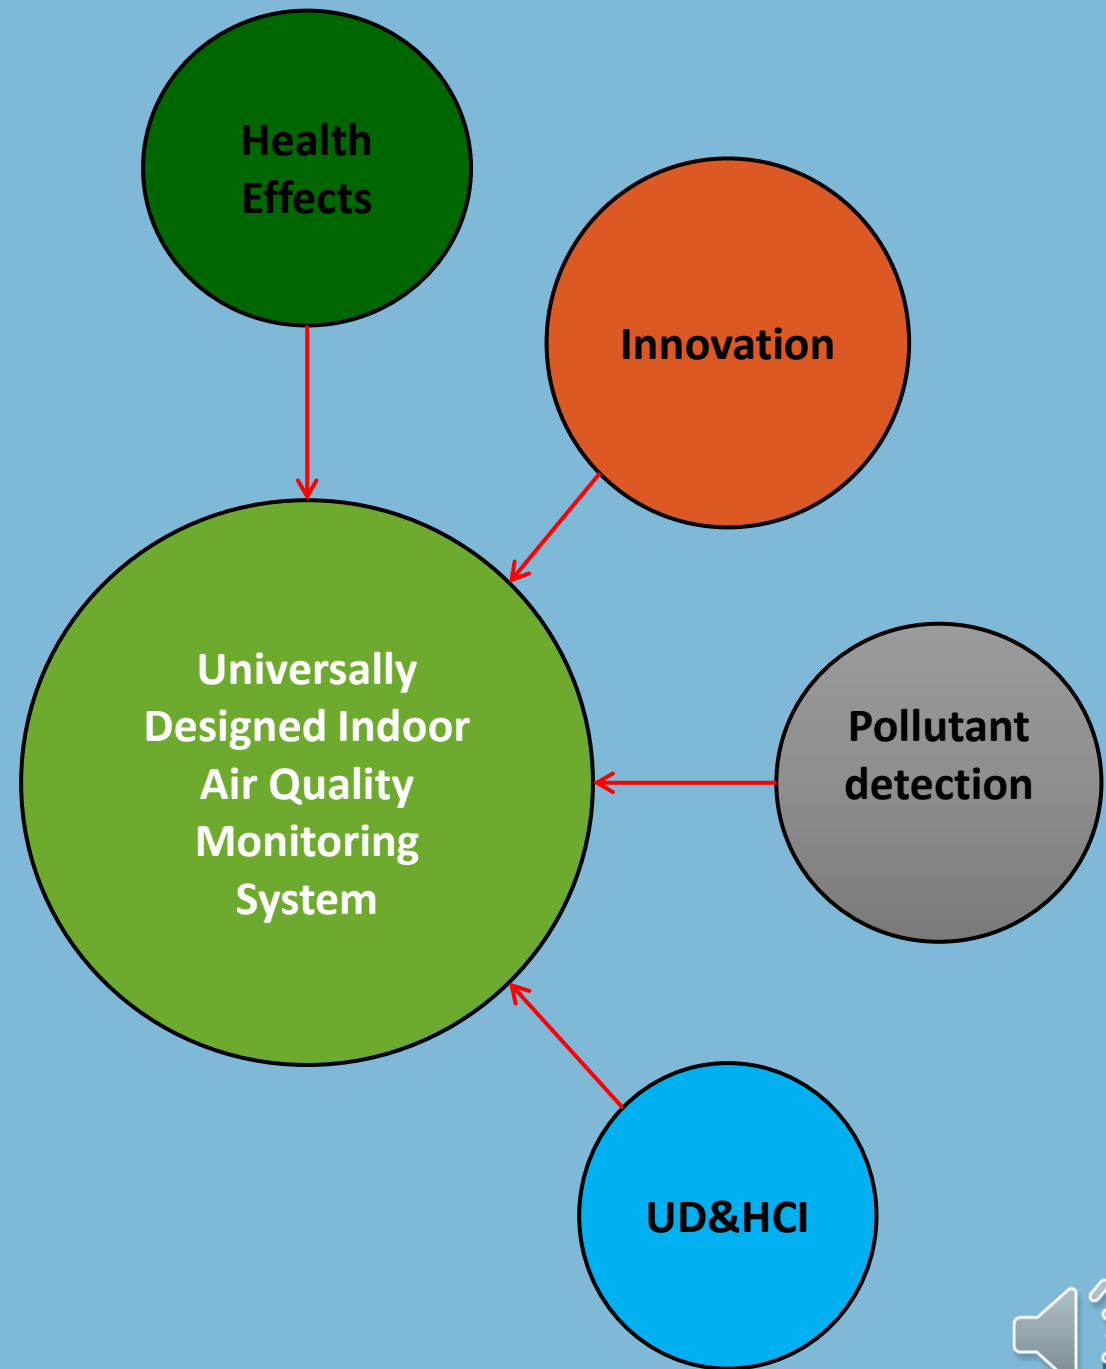 Health
Effects
Innovation
Universally
Designed Indoor
Air Quality
Monitoring
System
Pollutant
detection
UD&HCI